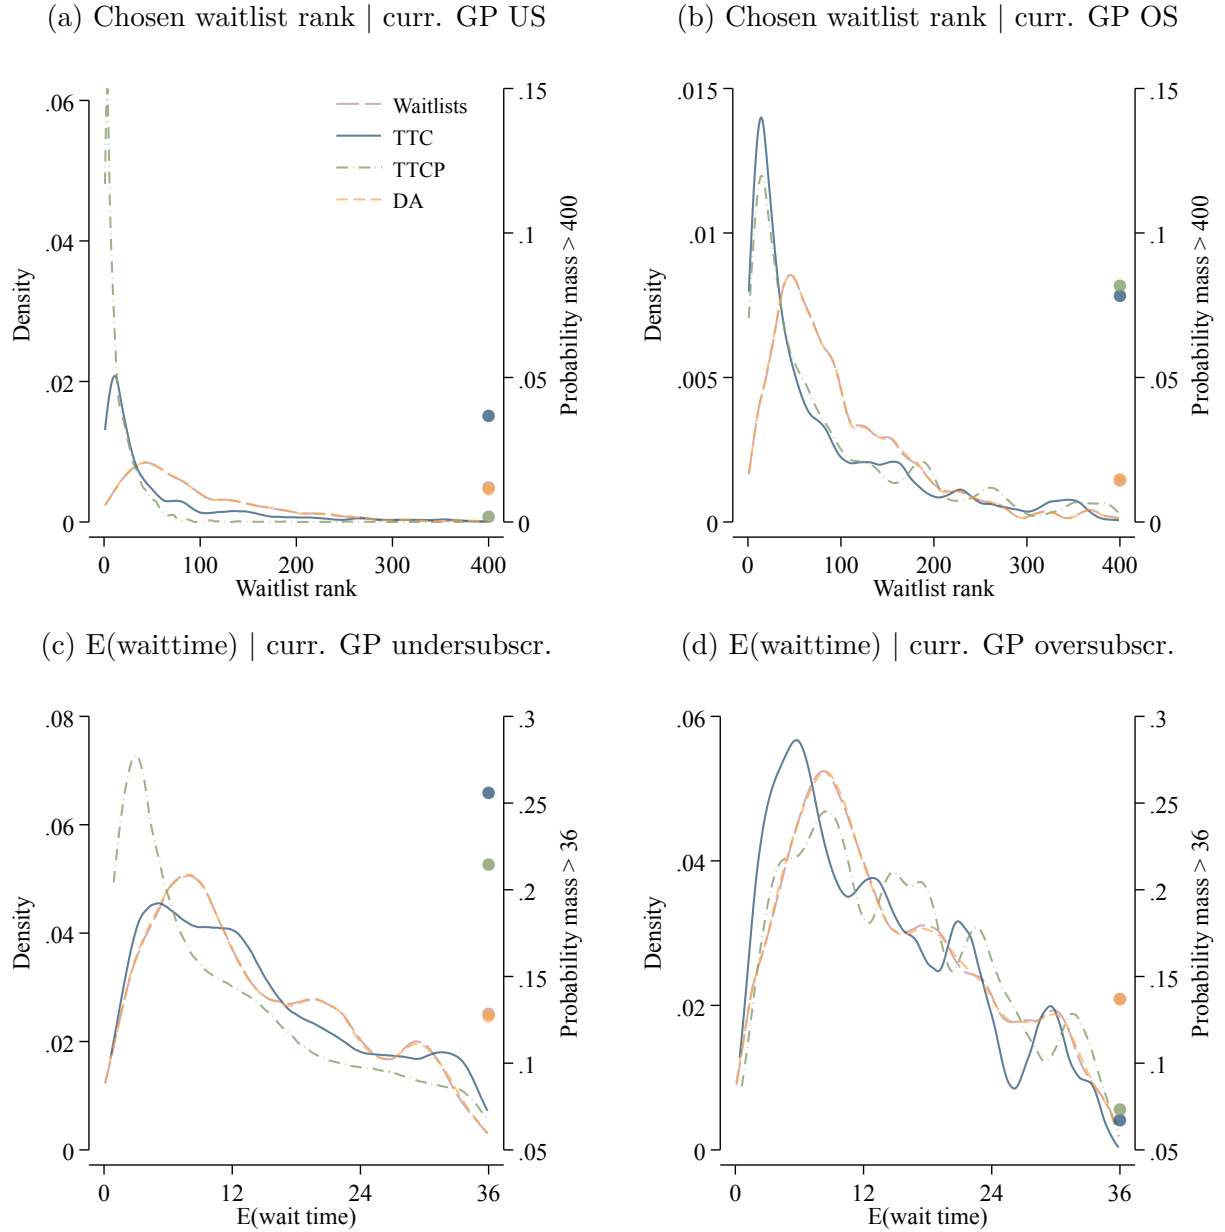 (a) Chosen waitlist rank | curr. GP US
.06
.04
.02
0
Density
.15
.1
.05
0
Probability mass > 400
Waitlists
TTC
TTCP
DA
0 100 200 300 400
Waitlist rank
(b) Chosen waitlist rank | curr. GP OS
.015
.01
.005
0
Density
.15
.1
.05
0
Probability mass > 400
0 100 200 300 400
Waitlist rank
(c) E(waittime) | curr. GP undersubscr.
.08
.06
.04
.02
0
Density
.3
.25
.2
.15
.1
.05
Probability mass > 36
0 12 24 36
E(wait time)
(d) E(waittime) | curr. GP oversubscr.
.06
.04
.02
0
Density
.3
.25
.2
.15
.1
.05
Probability mass > 36
0 12 24 36
E(wait time)